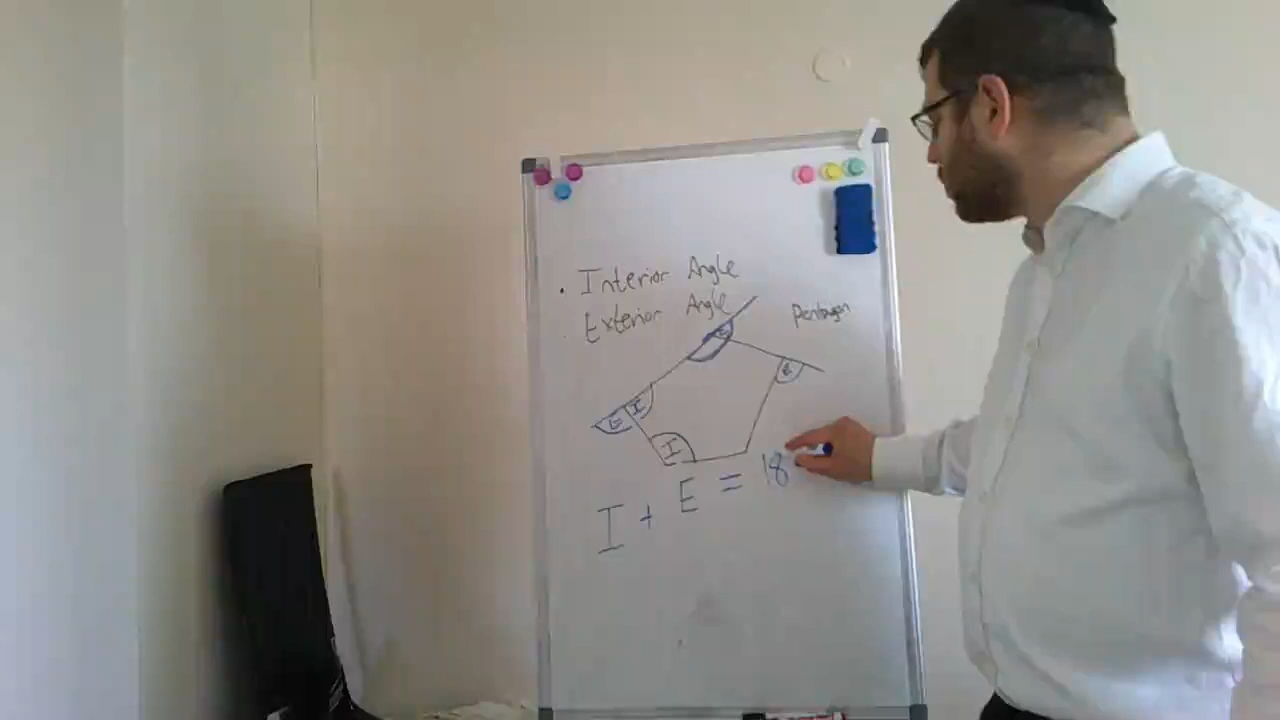 . Interior Angle
Exterior Angle
Pentagon
E
E
I
E
I
I + E = 18